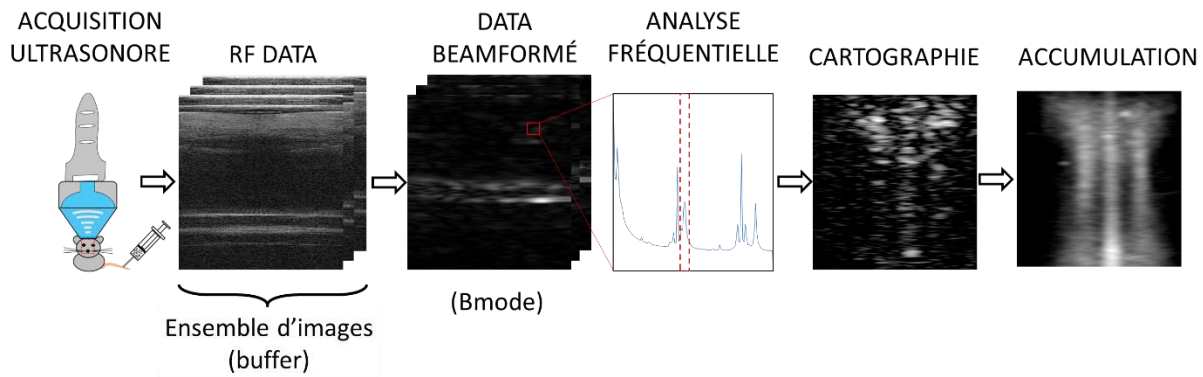 ACQUISITION
ULTRASONORE
RF DATA
DATA
BEAMFORMÉ
ANALYSE
FRÉQUENTIELLE
CARTOGRAPHIE
ACCUMULATION
Ensemble d’images
(buffer)
(Bmode)